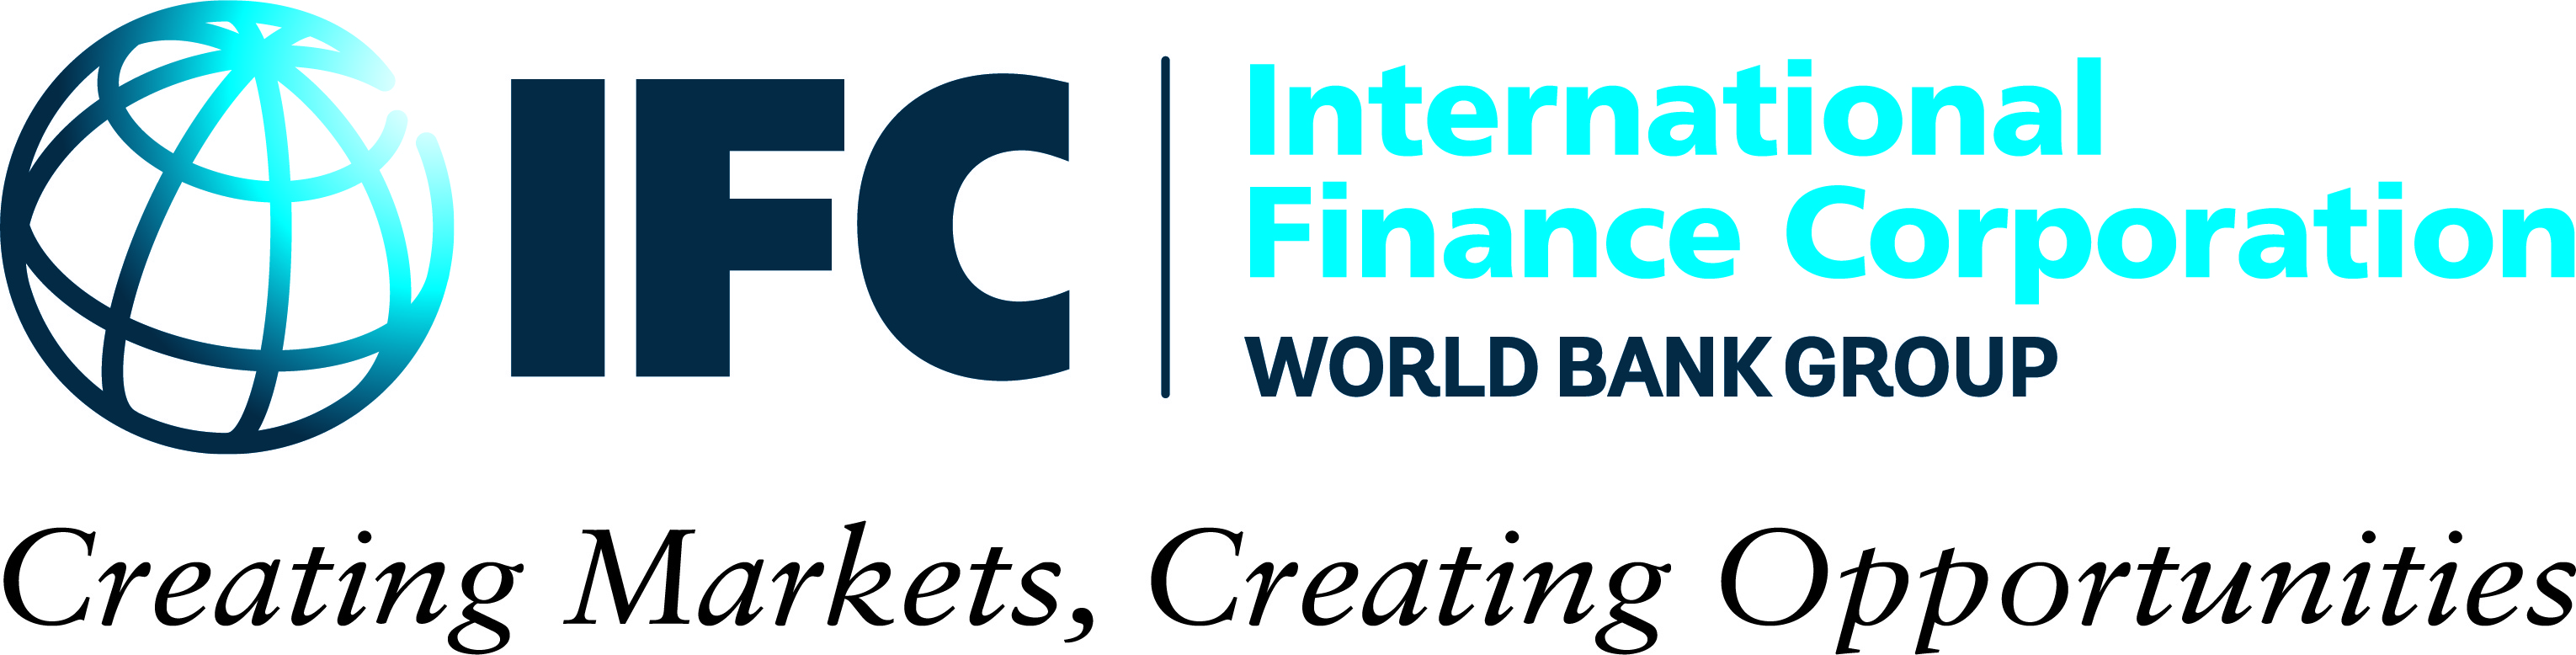 IFC
International
Finance Corporation
WORLD BANK GROUP
Creating Markets, Creating Opportunities